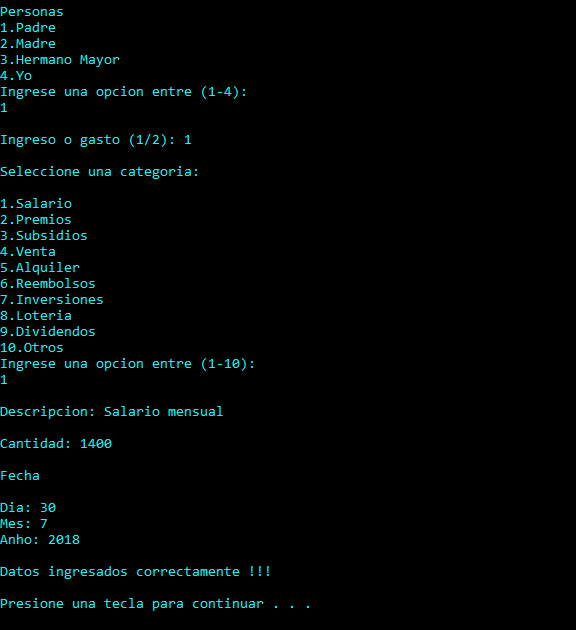 Personas
1.Padre
2.Madre
3.Hermano Mayor
4.Yo
Ingrese una opcion entre (1-4):
1
Ingreso o gasto (1/2): 1
Seleccione una categoria:
1.Salario
2.Premios
3.Subsidios
4.Venta
5.Alquiler
6.Reembolsos
7.Inversiones
8.Loteria
9.Dividendos
10.Otros
Ingrese una opcion entre (1-10):
1
Descripcion: Salario mensual
Cantidad: 1400
Fecha
Dia: 30
Mes: 7
Anho: 2018
Datos ingresados correctamente !!!
Presione una tecla para continuar . . .